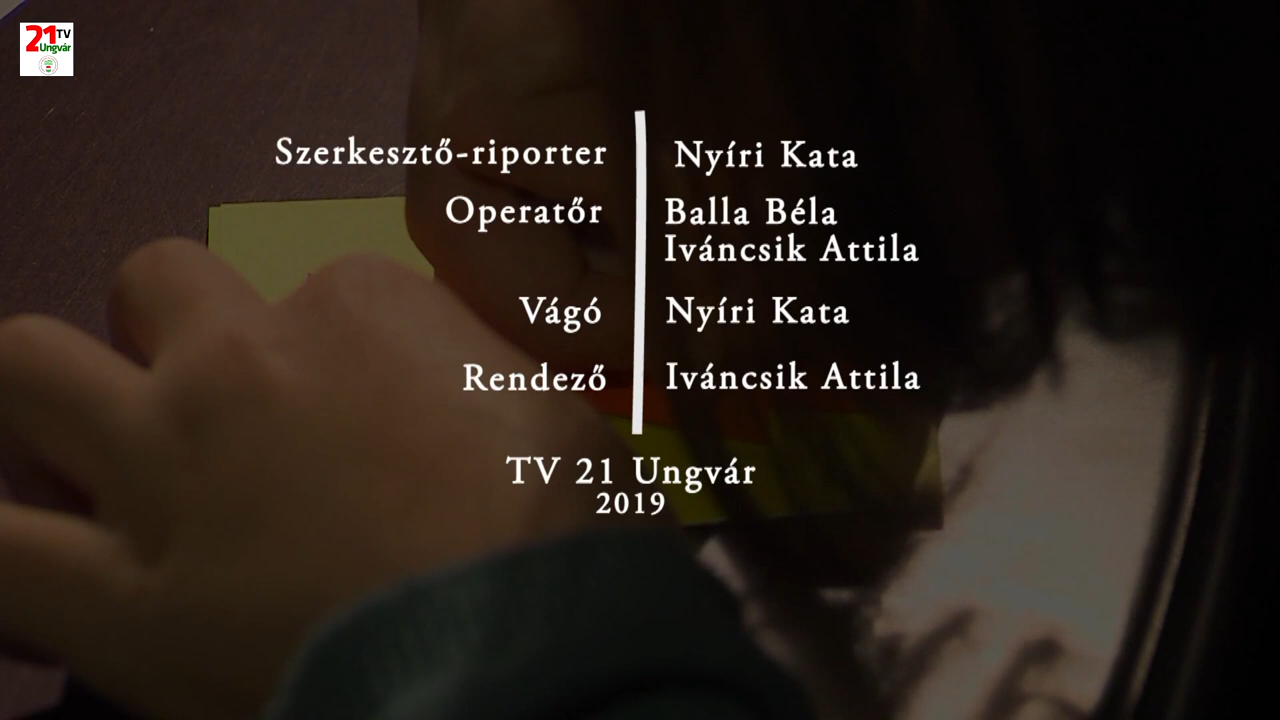 21 TV
Ungvár
Szerkesztő-riporter Nyíri Kata
Operatőr Balla Béla
Iváncsik Attila
Vágó Nyíri Kata
Rendező Iváncsik Attila
TV 21 Ungvár
2019